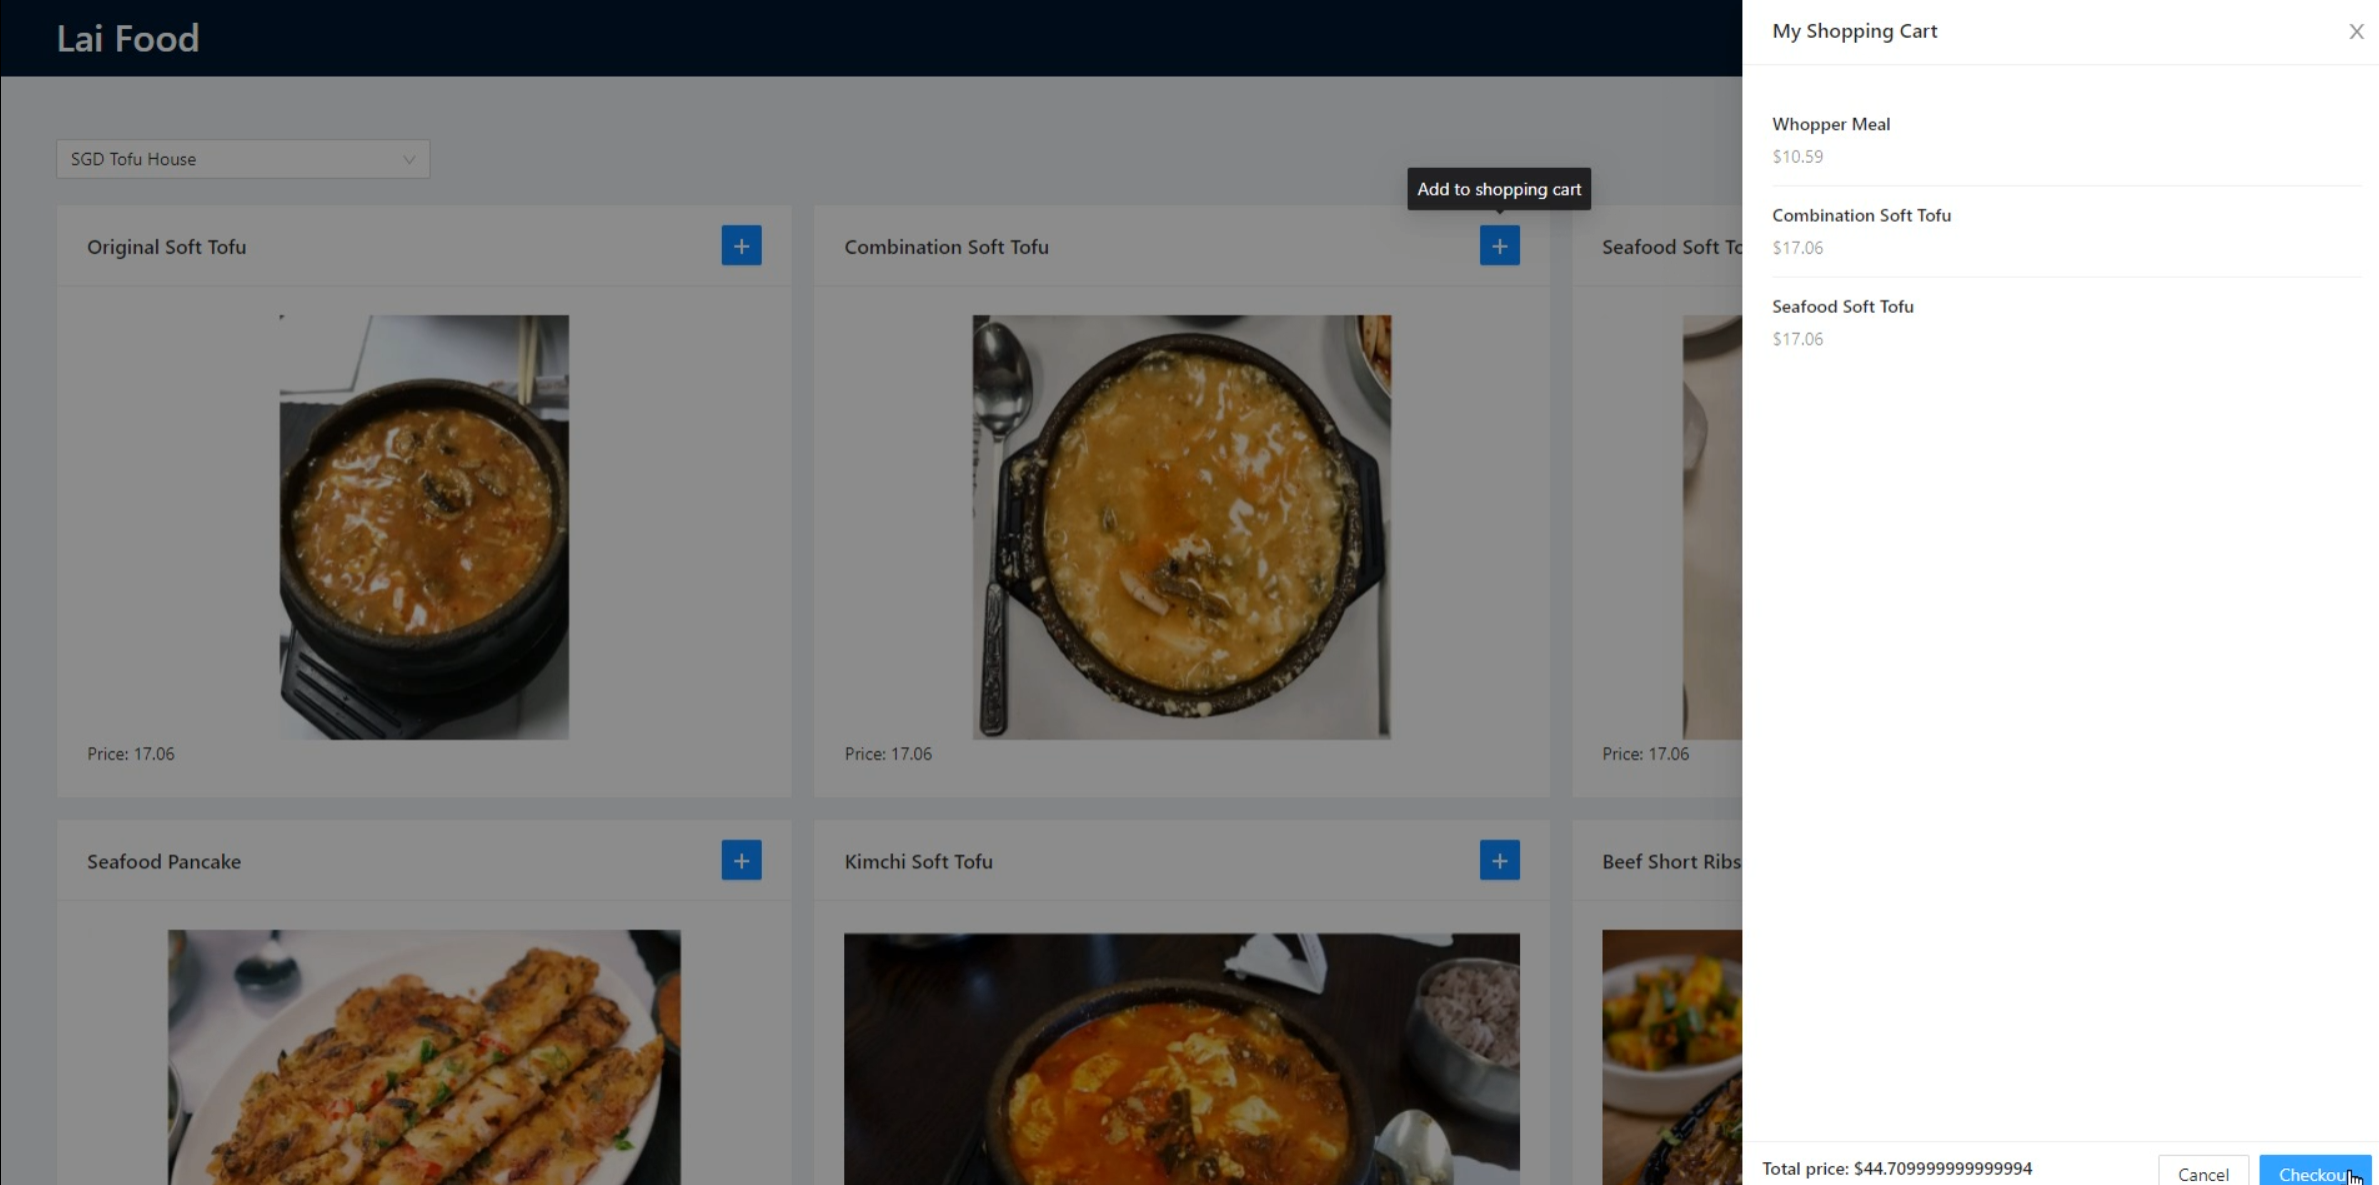 Lai Food
SGD Tofu House
Add to shopping cart
Original Soft Tofu
Combination Soft Tofu
Seafood Soft
Price: 17.06
Price: 17.06
Price: 17.06
Seafood Pancake
Kimchi Soft Tofu
Beef Short Ribs
My Shopping Cart
Whopper Meal
$10.59
Combination Soft Tofu
$17.06
Seafood Soft Tofu
$17.06
Total price: $44.709999999999994
Cancel
Checkou